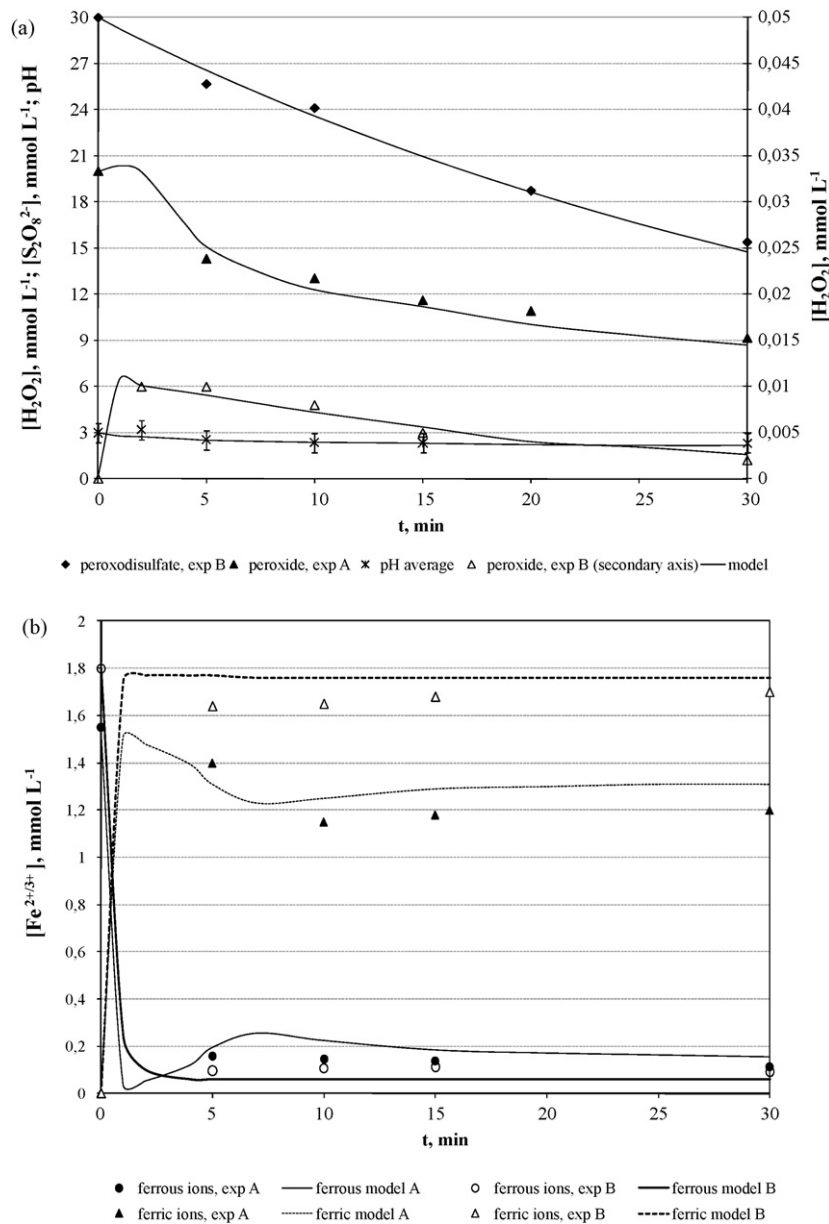 (a)
[H₂O₂], mmol L⁻¹; [S₂O₈²⁻], mmol L⁻¹; pH
30
27
24
21
18
15
12
9
6
3
0
0,05
0,045
0,04
0,035
0,03
0,025
0,02
0,015
0,01
0,005
0
[H₂O₂], mmol L⁻¹
0 5 10 15 20 25 30
t, min
peroxodisulfate, exp B peroxide, exp A pH average peroxide, exp B (secondary axis) model
(b)
[Fe²⁺/³⁺], mmol L⁻¹
2
1,8
1,6
1,4
1,2
1
0,8
0,6
0,4
0,2
0
0 5 10 15 20 25 30
t, min
ferrous ions, exp A ferrous model A ferrous ions, exp B ferrous model B
ferric ions, exp A ferric model A ferric ions, exp B ferric model B